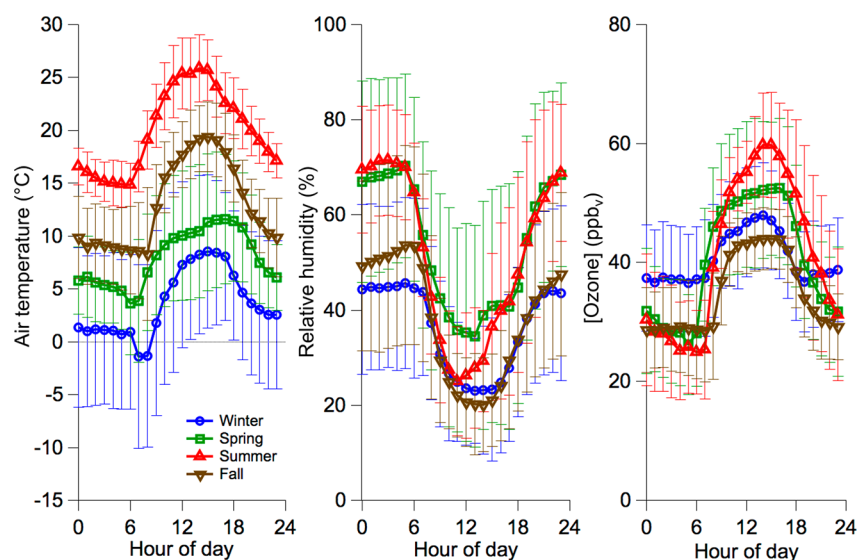 Air temperature (°C)
30
25
20
15
10
5
0
-5
-10
-15
0 6 12 18 24
Hour of day
Winter
Spring
Summer
Fall
Relative humidity (%)
100
80
60
40
20
0
0 6 12 18 24
Hour of day
[Ozone] (ppbv)
80
60
40
20
0
0 6 12 18 24
Hour of day